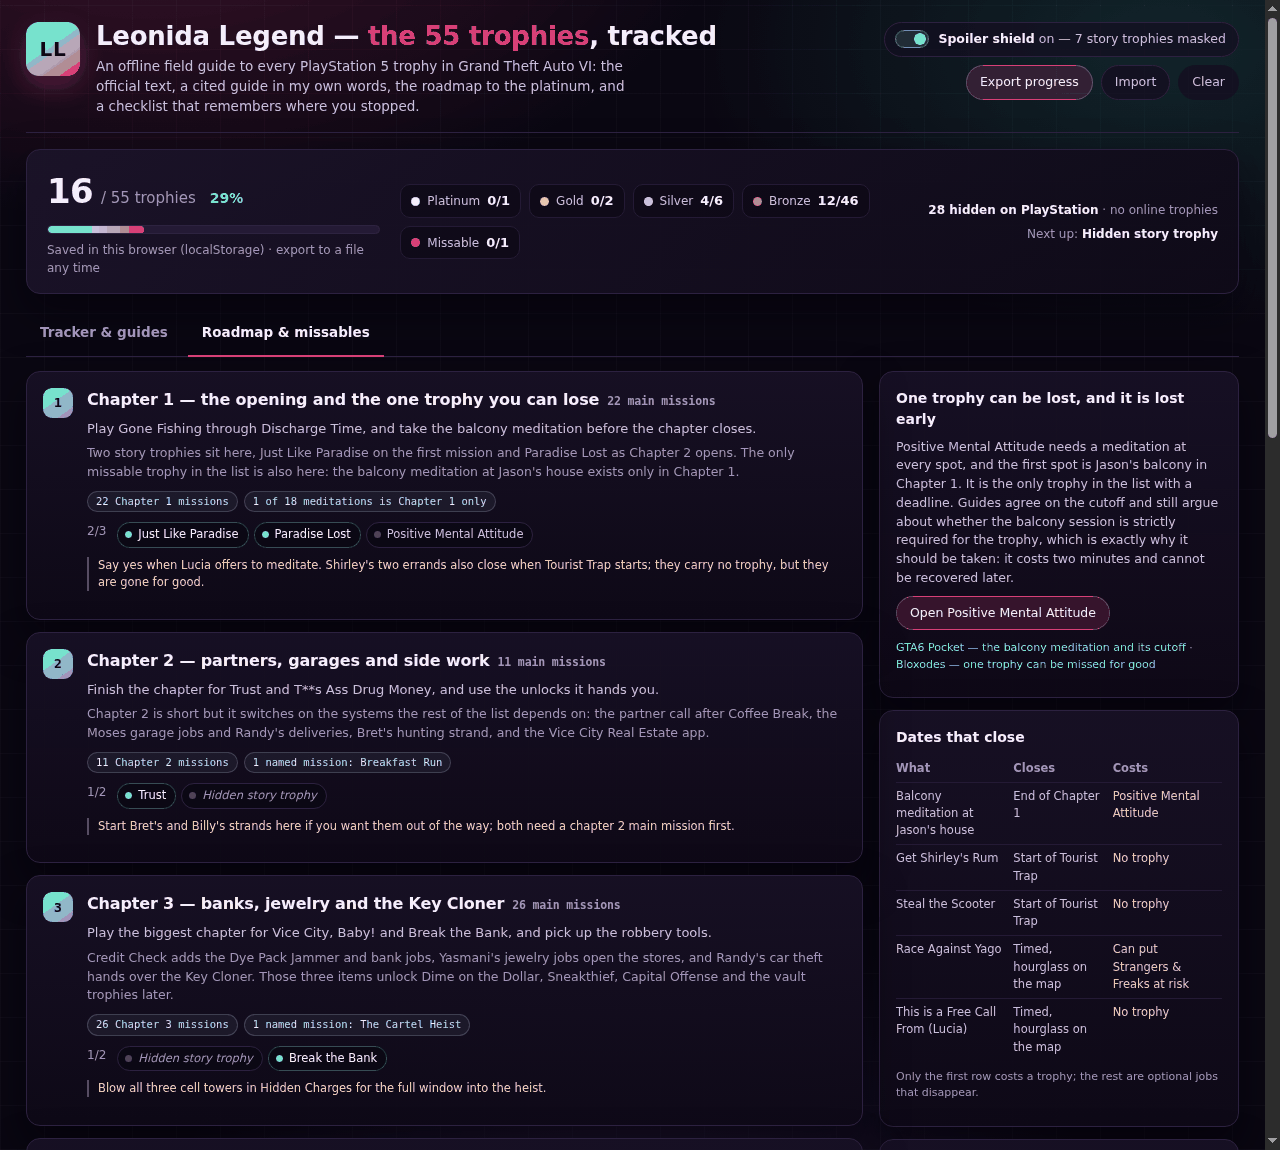 LL
Leonida Legend — the 55 trophies, tracked
An offline field guide to every PlayStation 5 trophy in Grand Theft Auto VI: the
official text, a cited guide in my own words, the roadmap to the platinum, and
a checklist that remembers where you stopped.
Spoiler shield on — 7 story trophies masked
Export progress
Import
Clear
16 / 55 trophies 29%
Saved in this browser (localStorage) · export to a file
any time
Platinum 0/1
Gold 0/2
Silver 4/6
Bronze 12/46
Missable 0/1
28 hidden on PlayStation · no online trophies
Next up: Hidden story trophy
Tracker & guides
Roadmap & missables
1
Chapter 1 — the opening and the one trophy you can lose 22 main missions
Play Gone Fishing through Discharge Time, and take the balcony meditation before the chapter closes.
Two story trophies sit here, Just Like Paradise on the first mission and Paradise Lost as Chapter 2 opens. The only
missable trophy in the list is also here: the balcony meditation at Jason's house exists only in Chapter 1.
22 Chapter 1 missions
1 of 18 meditations is Chapter 1 only
2/3
Just Like Paradise
Paradise Lost
Positive Mental Attitude
Say yes when Lucia offers to meditate. Shirley's two errands also close when Tourist Trap starts; they carry no trophy, but they
are gone for good.
2
Chapter 2 — partners, garages and side work 11 main missions
Finish the chapter for Trust and T**s Ass Drug Money, and use the unlocks it hands you.
Chapter 2 is short but it switches on the systems the rest of the list depends on: the partner call after Coffee Break, the
Moses garage jobs and Randy's deliveries, Bret's hunting strand, and the Vice City Real Estate app.
11 Chapter 2 missions
1 named mission: Breakfast Run
1/2
Trust
Hidden story trophy
Start Bret's and Billy's strands here if you want them out of the way; both need a chapter 2 main mission first.
3
Chapter 3 — banks, jewelry and the Key Cloner 26 main missions
Play the biggest chapter for Vice City, Baby! and Break the Bank, and pick up the robbery tools.
Credit Check adds the Dye Pack Jammer and bank jobs, Yasmani's jewelry jobs open the stores, and Randy's car theft
hands over the Key Cloner. Those three items unlock Dime on the Dollar, Sneakthief, Capital Offense and the vault
trophies later.
26 Chapter 3 missions
1 named mission: The Cartel Heist
1/2
Hidden story trophy
Break the Bank
Blow all three cell towers in Hidden Charges for the full window into the heist.
One trophy can be lost, and it is lost
early
Positive Mental Attitude needs a meditation at
every spot, and the first spot is Jason's balcony in
Chapter 1. It is the only trophy in the list with a
deadline. Guides agree on the cutoff and still argue
about whether the balcony session is strictly
required for the trophy, which is exactly why it
should be taken: it costs two minutes and cannot
be recovered later.
Open Positive Mental Attitude
GTA6 Pocket — the balcony meditation and its cutoff ·
Bloxodes — one trophy can be missed for good
Dates that close
What Closes Costs
Balcony meditation at Jason's house End of Chapter 1 Positive Mental Attitude
Get Shirley's Rum Start of Tourist Trap No trophy
Steal the Scooter Start of Tourist Trap No trophy
Race Against Yago Timed, hourglass on the map Can put Strangers & Freaks at risk
This is a Free Call From (Lucia) Timed, hourglass on the map No trophy
Only the first row costs a trophy; the rest are optional jobs
that disappear.